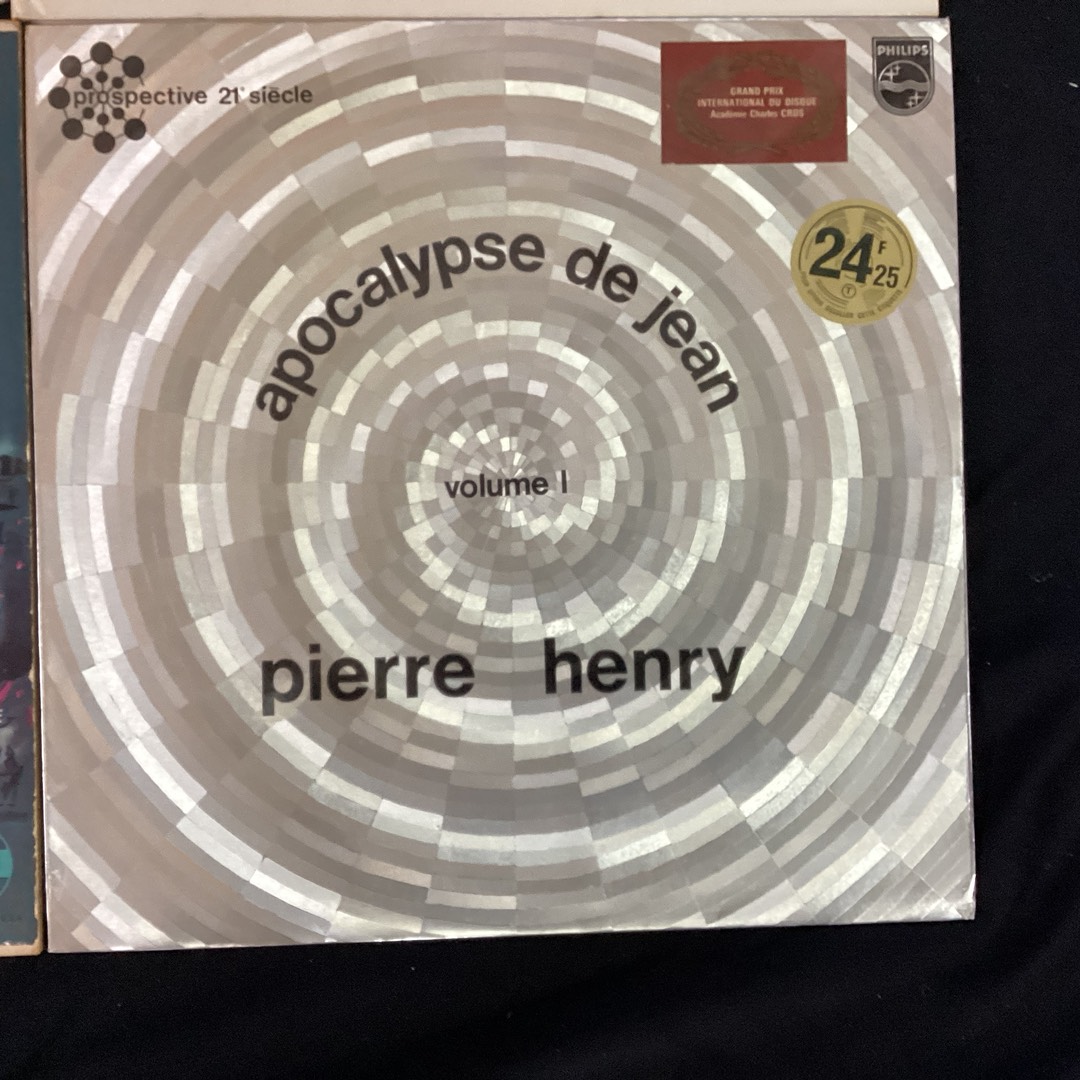 prospective 21e siècle
GRAND PRIX
INTERNATIONAL DU DISQUE
Académie Charles CROS
PHILIPS
24 F 25
T
apocalypse de jean
volume I
pierre henry